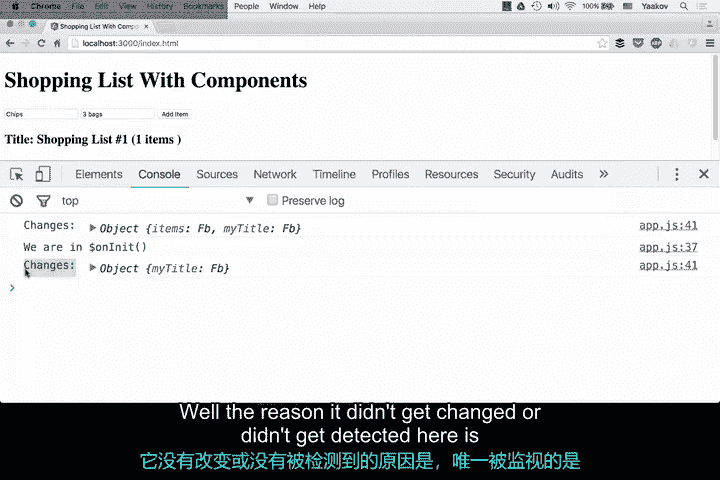 Chrome File Edit View History Bookmarks People Window Help 100% Yaakov
Shopping List With Compo
localhost:3000/index.html
Shopping List With Components
Chips 3 bags Add Item
Title: Shopping List #1 (1 items )
Elements Console Sources Network Timeline Profiles Resources Security Audits »
top Preserve log
Changes: Object {items: Fb, myTitle: Fb} app.js:41
We are in $onInit() app.js:37
Changes: Object {myTitle: Fb} app.js:41
>
Well the reason it didn't get changed or
didn't get detected here is
它没有改变或没有被检测到的原因是，唯一被监视的是